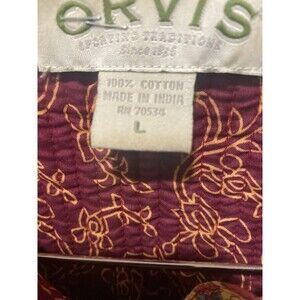 ORVIS
SPORTING TRADITIONS
Since 1856
100% COTTON
MADE IN INDIA
RN 70534
L